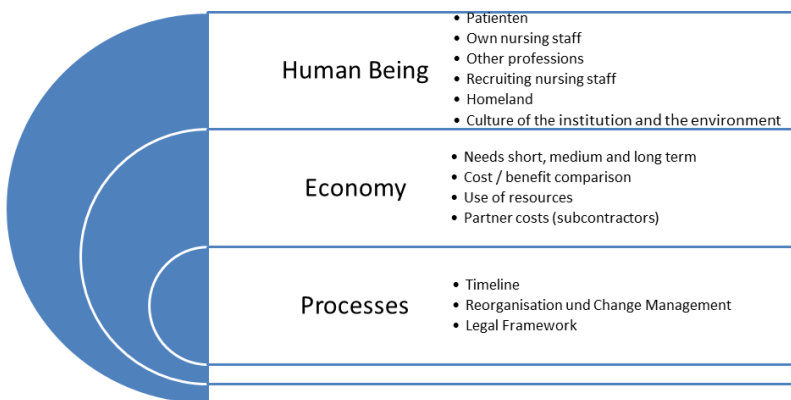 Human Being
• Patienten
• Own nursing staff
• Other professions
• Recruiting nursing staff
• Homeland
• Culture of the institution and the environment
Economy
• Needs short, medium and long term
• Cost / benefit comparison
• Use of resources
• Partner costs (subcontractors)
Processes
• Timeline
• Reorganisation und Change Management
• Legal Framework